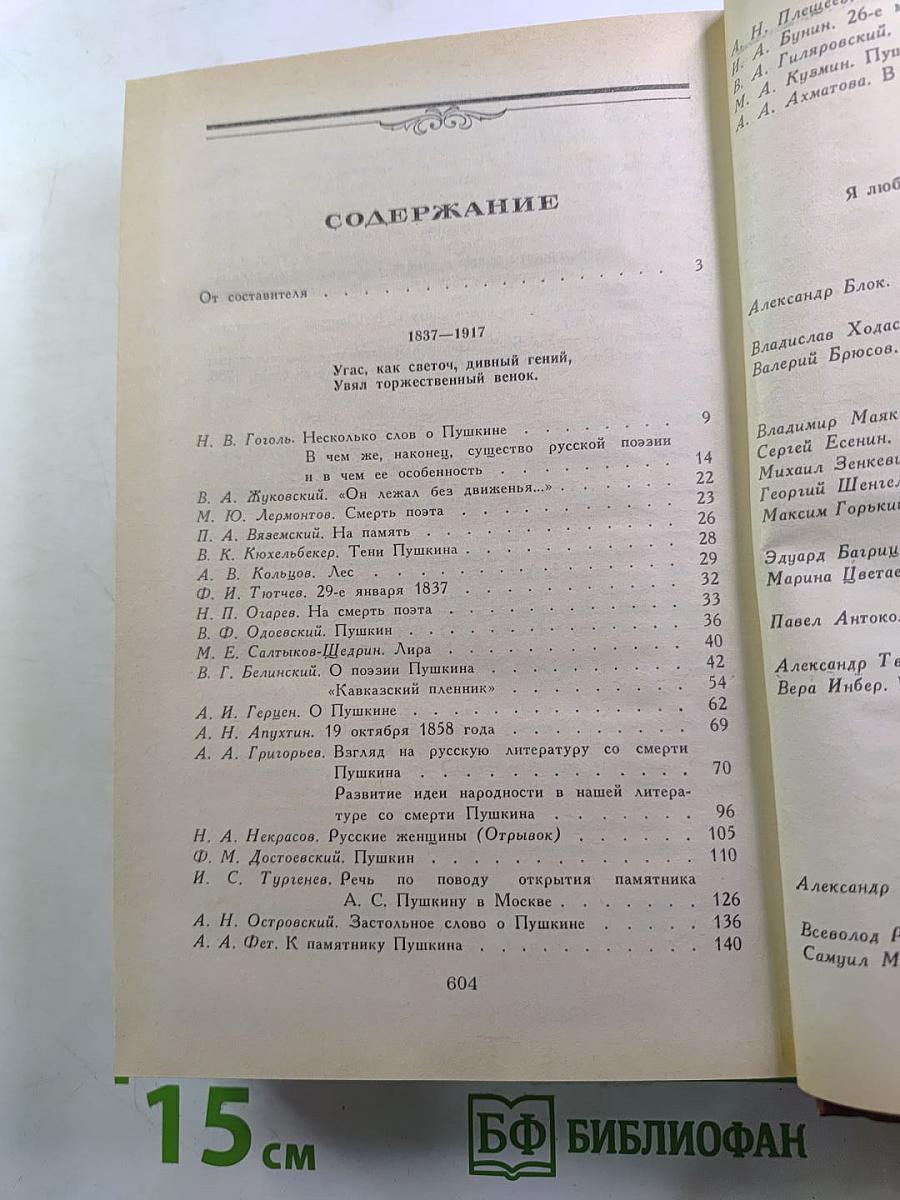 СОДЕРЖАНИЕ
От составителя . . . . . . . . . . . . . . . . . . 3
1837—1917
Угас, как светоч, дивный гений,
Увял торжественный венок.
Н. В. Гоголь. Несколько слов о Пушкине . . . . . . . . 9
В чем же, наконец, существо русской поэзии
и в чем ее особенность . . . . . . . . . 14
В. А. Жуковский. «Он лежал без движенья...» . . . . . . . 22
М. Ю. Лермонтов. Смерть поэта . . . . . . . . . . . 23
П. А. Вяземский. На память . . . . . . . . . . . . 26
В. К. Кюхельбекер. Тени Пушкина . . . . . . . . . . 28
А. В. Кольцов. Лес . . . . . . . . . . . . . . . 29
Ф. И. Тютчев. 29-е января 1837 . . . . . . . . . . . 32
Н. П. Огарев. На смерть поэта . . . . . . . . . . . 33
В. Ф. Одоевский. Пушкин . . . . . . . . . . . . . 36
М. Е. Салтыков-Щедрин. Лира . . . . . . . . . . . 40
В. Г. Белинский. О поэзии Пушкина . . . . . . . . . . 42
«Кавказский пленник» . . . . . . . . . 54
А. И. Герцен. О Пушкине . . . . . . . . . . . . . 62
А. Н. Апухтин. 19 октября 1858 года . . . . . . . . . 69
А. А. Григорьев. Взгляд на русскую литературу со смерти
Пушкина . . . . . . . . . . . . . 70
Развитие идеи народности в нашей литера-
туре со смерти Пушкина . . . . . . . 96
Н. А. Некрасов. Русские женщины (Отрывок) . . . . . . 105
Ф. М. Достоевский. Пушкин . . . . . . . . . . . . 110
И. С. Тургенев. Речь по поводу открытия памятника
А. С. Пушкину в Москве . . . . . . . 126
А. Н. Островский. Застольное слово о Пушкине . . . . . 136
А. А. Фет. К памятнику Пушкина . . . . . . . . . . 140
604
А. Н. Плещеев.
И. А. Бунин. 26-е
В. А. Гиляровский.
М. А. Кузмин.
А. А. Ахматова. В
Я
Александр Блок.
Владислав
Валерий Брюсов.
Владимир
Сергей Есенин.
Михаил
Георгий
Максим
Эдуард
Марина
Павел
Александр
Вера Инбер.
Александр
Всеволод
Самуил
15 см
БФ БИБЛИОФАН